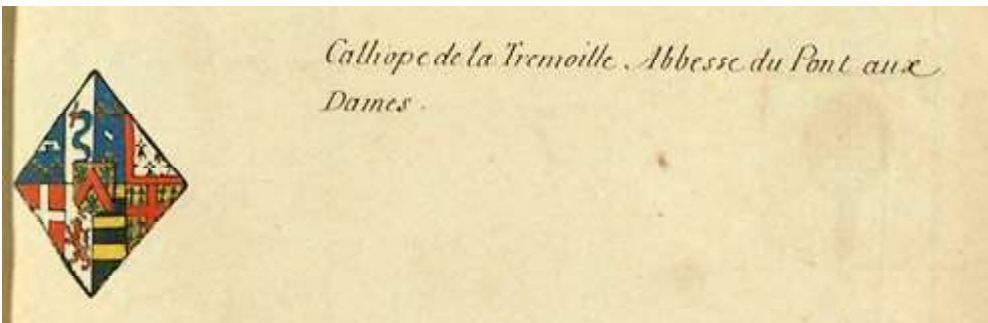 Calliope de la Tremoille . Abbesse du Pont aux
Dames .